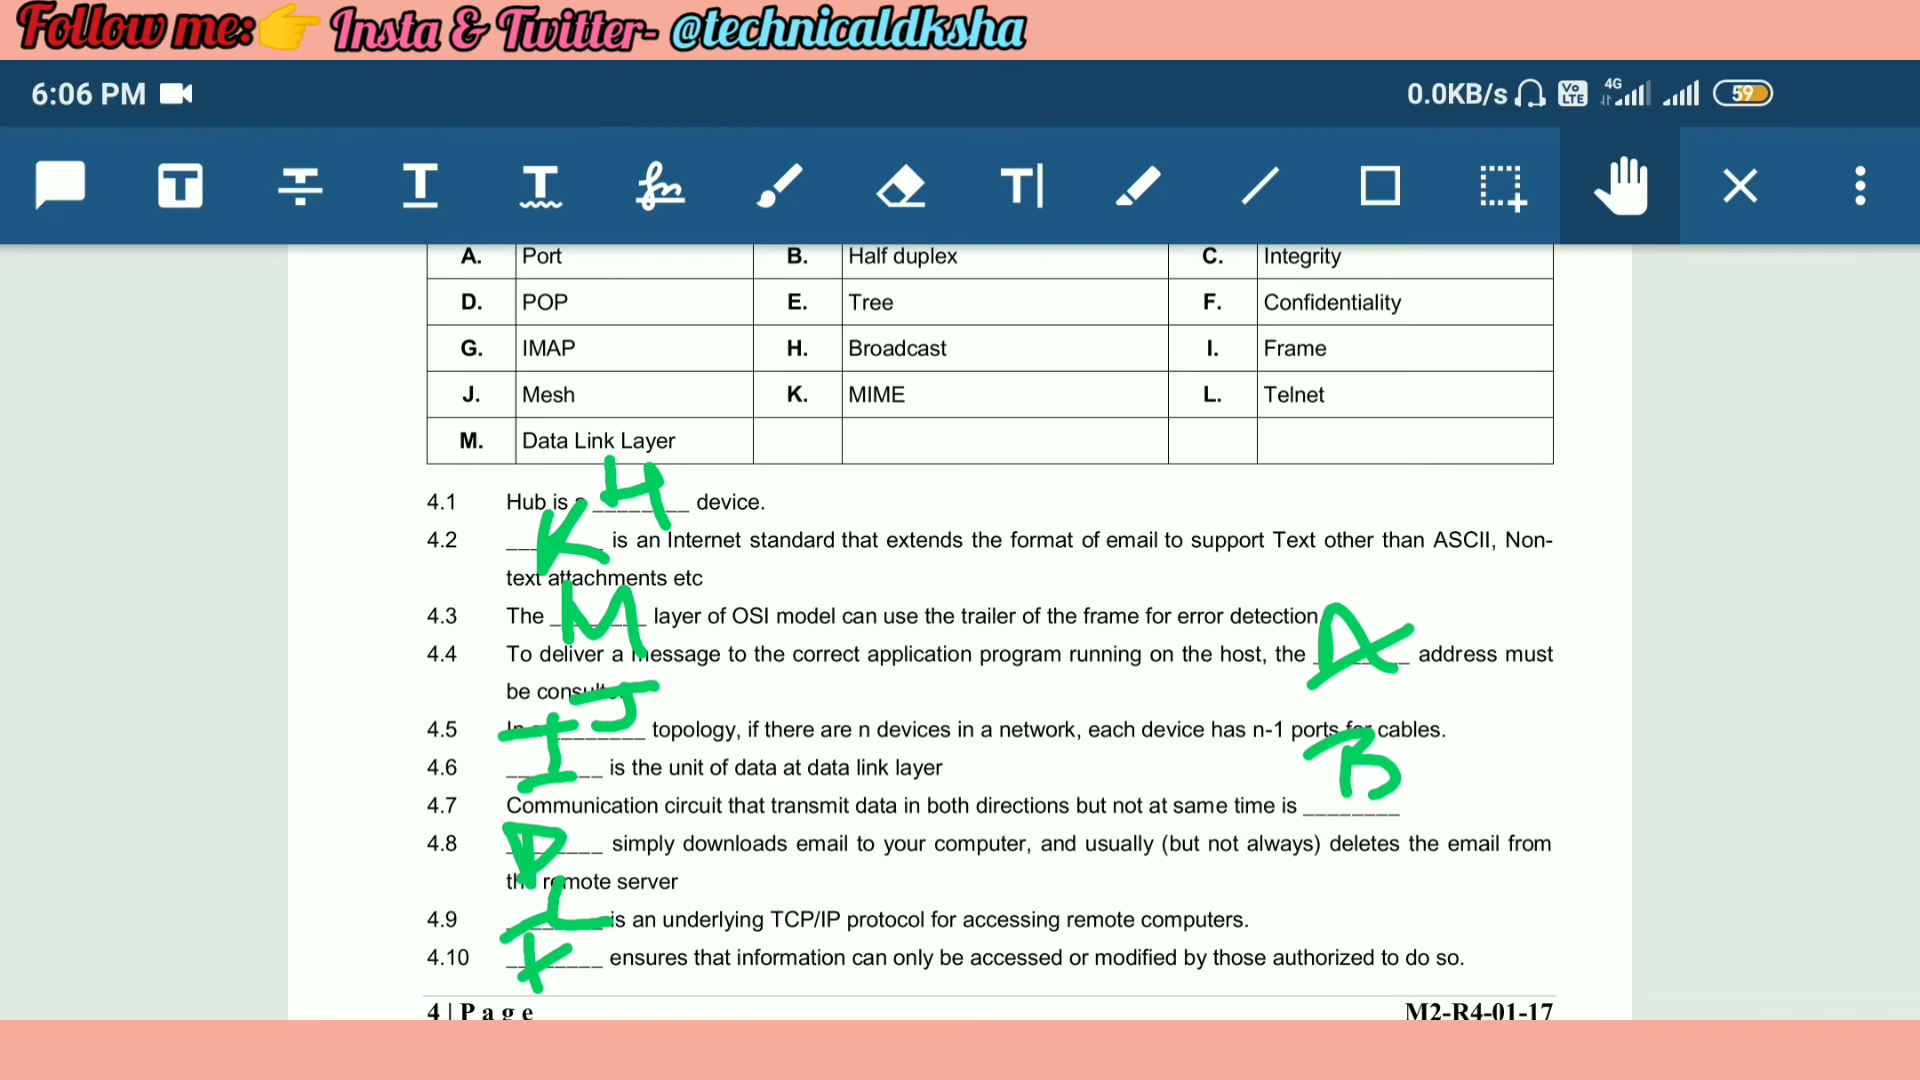 Follow me:👉 Insta & Twitter- @technicaldksha
6:06 PM 0.0KB/s Vo LTE 4G 59
A. Port B. Half duplex C. Integrity
D. POP E. Tree F. Confidentiality
G. IMAP H. Broadcast I. Frame
J. Mesh K. MIME L. Telnet
M. Data Link Layer
4.1 Hub is a ________ device. H
4.2 ________ is an Internet standard that extends the format of email to support Text other than ASCII, Non-
K
text attachments etc
4.3 The ________ layer of OSI model can use the trailer of the frame for error detection
M
4.4 To deliver a message to the correct application program running on the host, the ________ address must
A
be consulted
J
4.5 In a ________ topology, if there are n devices in a network, each device has n-1 ports for cables.
4.6 ________ is the unit of data at data link layer
I
4.7 Communication circuit that transmit data in both directions but not at same time is ________
B
4.8 ________ simply downloads email to your computer, and usually (but not always) deletes the email from
D
the remote server
4.9 ________ is an underlying TCP/IP protocol for accessing remote computers.
L
4.10 ________ ensures that information can only be accessed or modified by those authorized to do so.
F
4 | P a g e M2-R4-01-17